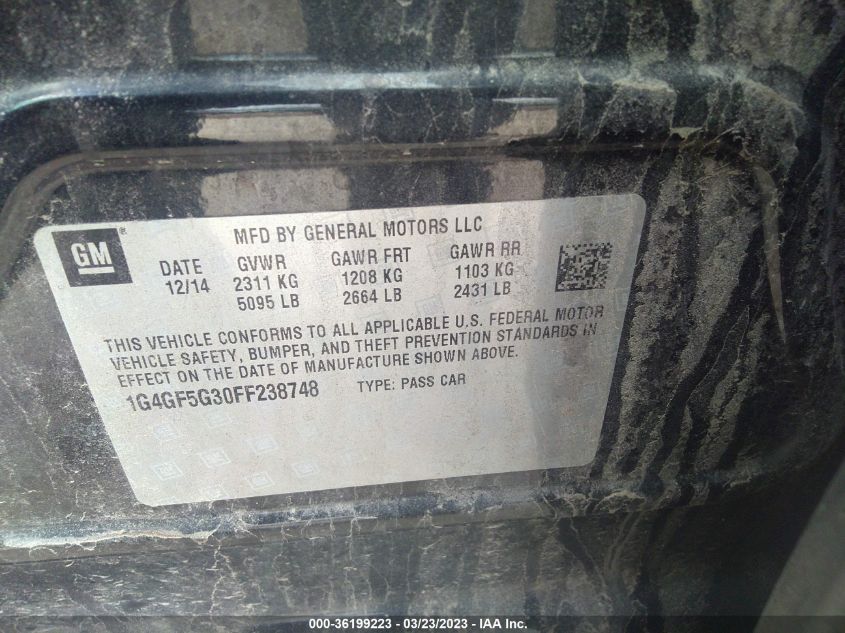 GM
MFD BY GENERAL MOTORS LLC
DATE GVWR GAWR FRT GAWR RR
12/14 2311 KG 1208 KG 1103 KG
5095 LB 2664 LB 2431 LB
THIS VEHICLE CONFORMS TO ALL APPLICABLE U.S. FEDERAL MOTOR
VEHICLE SAFETY, BUMPER, AND THEFT PREVENTION STANDARDS IN
EFFECT ON THE DATE OF MANUFACTURE SHOWN ABOVE.
1G4GF5G30FF238748 TYPE: PASS CAR
000-36199223 - 03/23/2023 - IAA Inc.